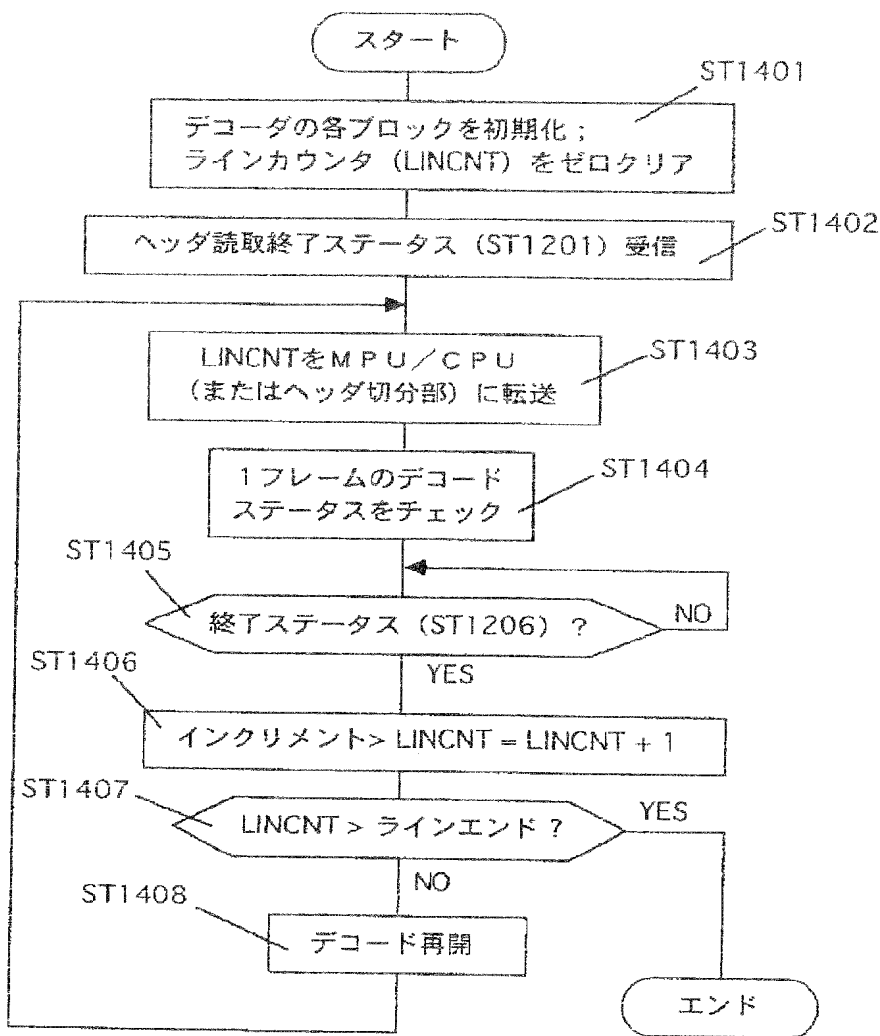 スタート
ST1401
デコーダの各ブロックを初期化；
ラインカウンタ（LINCNT）をゼロクリア
ST1402
ヘッダ読取終了ステータス（ST1201）受信
LINCNTをＭＰＵ／ＣＰＵ
（またはヘッダ切分部）に転送
ST1403
１フレームのデコード
ステータスをチェック
ST1404
ST1405
終了ステータス（ST1206）？
NO
YES
ST1406
インクリメント> LINCNT = LINCNT + 1
ST1407
LINCNT > ラインエンド？
YES
NO
ST1408
デコード再開
エンド